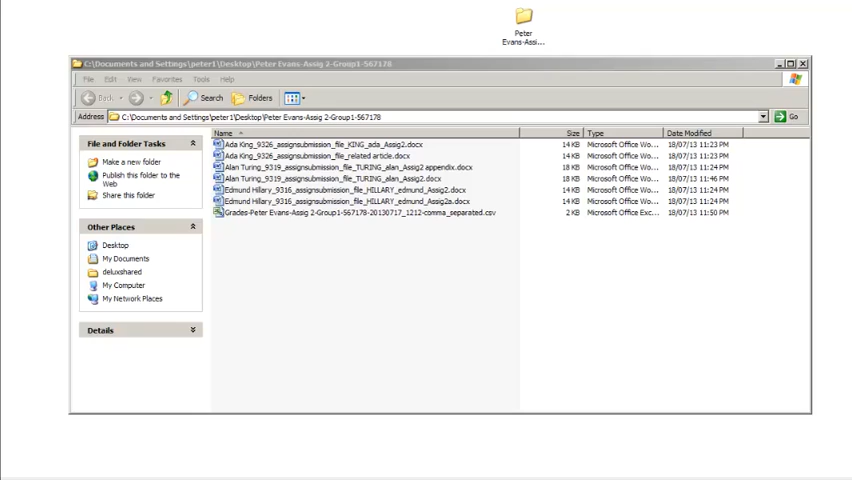 Peter
Evans-Assi...
C:\Documents and Settings\peter1\Desktop\Peter Evans-Assig 2-Group1-567178
File Edit View Favorites Tools Help
Back Search Folders
Address C:\Documents and Settings\peter1\Desktop\Peter Evans-Assig 2-Group1-567178 Go
File and Folder Tasks
Make a new folder
Publish this folder to the
Web
Share this folder
Other Places
Desktop
My Documents
deluxshared
My Computer
My Network Places
Details
Name Size Type Date Modified
Ada King_9326_assignsubmission_file_KING_ada_Assig2.docx 14 KB Microsoft Office Wo... 18/07/13 11:23 PM
Ada King_9326_assignsubmission_file_related article.docx 14 KB Microsoft Office Wo... 18/07/13 11:23 PM
Alan Turing_9319_assignsubmission_file_TURING_alan_Assig2 appendix.docx 18 KB Microsoft Office Wo... 18/07/13 11:24 PM
Alan Turing_9319_assignsubmission_file_TURING_alan_Assig2.docx 18 KB Microsoft Office Wo... 18/07/13 11:46 PM
Edmund Hillary_9316_assignsubmission_file_HILLARY_edmund_Assig2.docx 14 KB Microsoft Office Wo... 18/07/13 11:24 PM
Edmund Hillary_9316_assignsubmission_file_HILLARY_edmund_Assig2a.docx 14 KB Microsoft Office Wo... 18/07/13 11:24 PM
Grades-Peter Evans-Assig 2-Group1-567178-20130717_1212-comma_separated.csv 2 KB Microsoft Office Exc... 18/07/13 11:50 PM